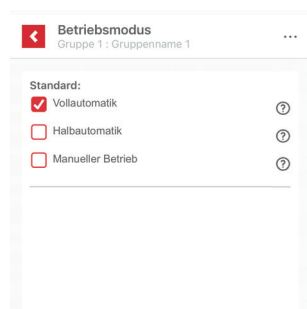 Betriebsmodus
Gruppe 1 : Gruppenname 1
...
Standard:
Vollautomatik
?
Halbautomatik
?
Manueller Betrieb
?